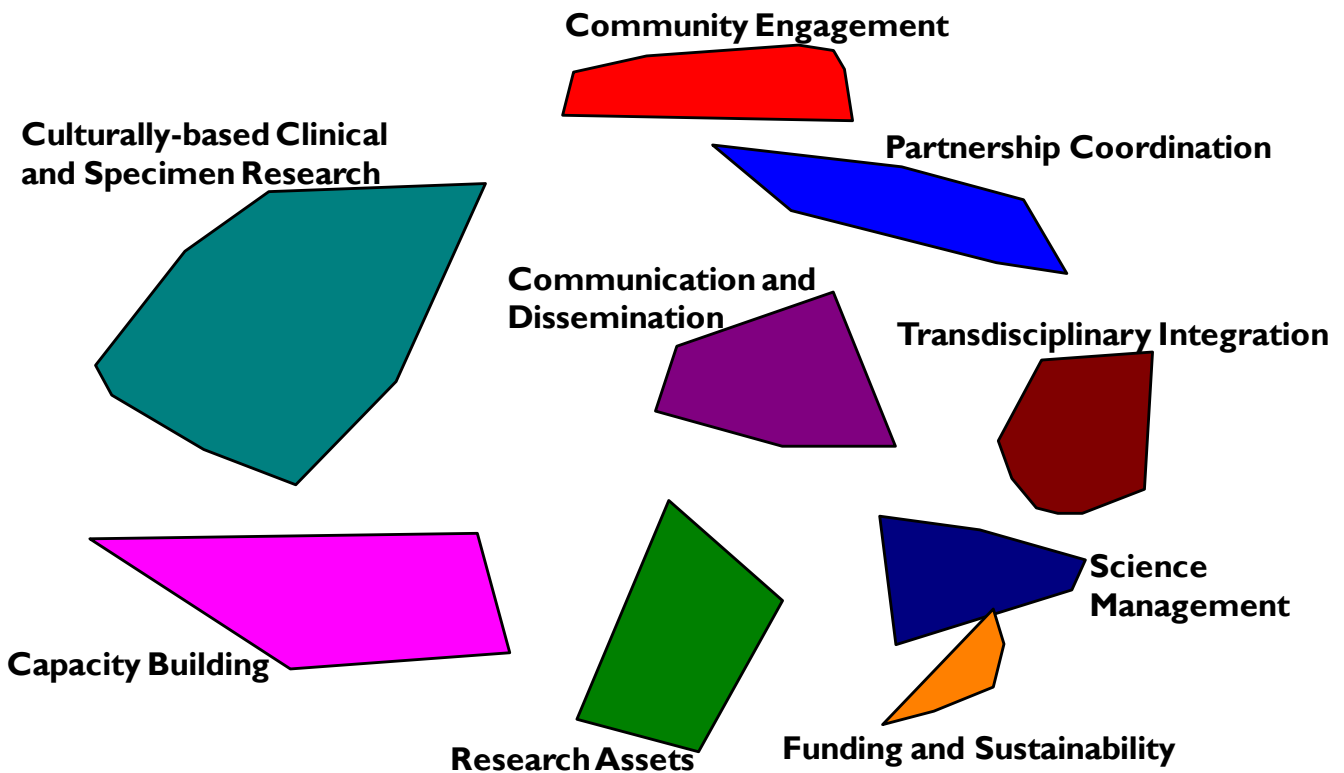 Community Engagement
Culturally-based Clinical
and Specimen Research
Partnership Coordination
Communication and
Dissemination
Transdisciplinary Integration
Science
Management
Capacity Building
Research Assets
Funding and Sustainability